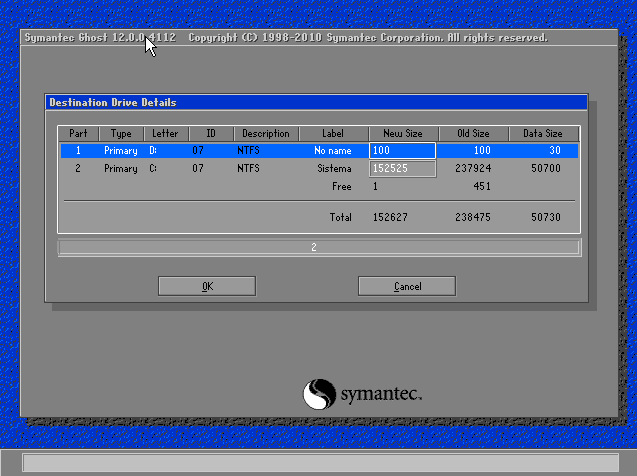 Symantec Ghost 12.0.0.4112   Copyright (C) 1998-2010 Symantec Corporation. All rights reserved.
Destination Drive Details
Part Type Letter ID Description Label New Size Old Size Data Size
1 Primary D: 07 NTFS No name 100 100 30
2 Primary C: 07 NTFS Sistema 152525 237924 50700
Free 1 451
Total 152627 238475 50730
2
OK Cancel
symantec.